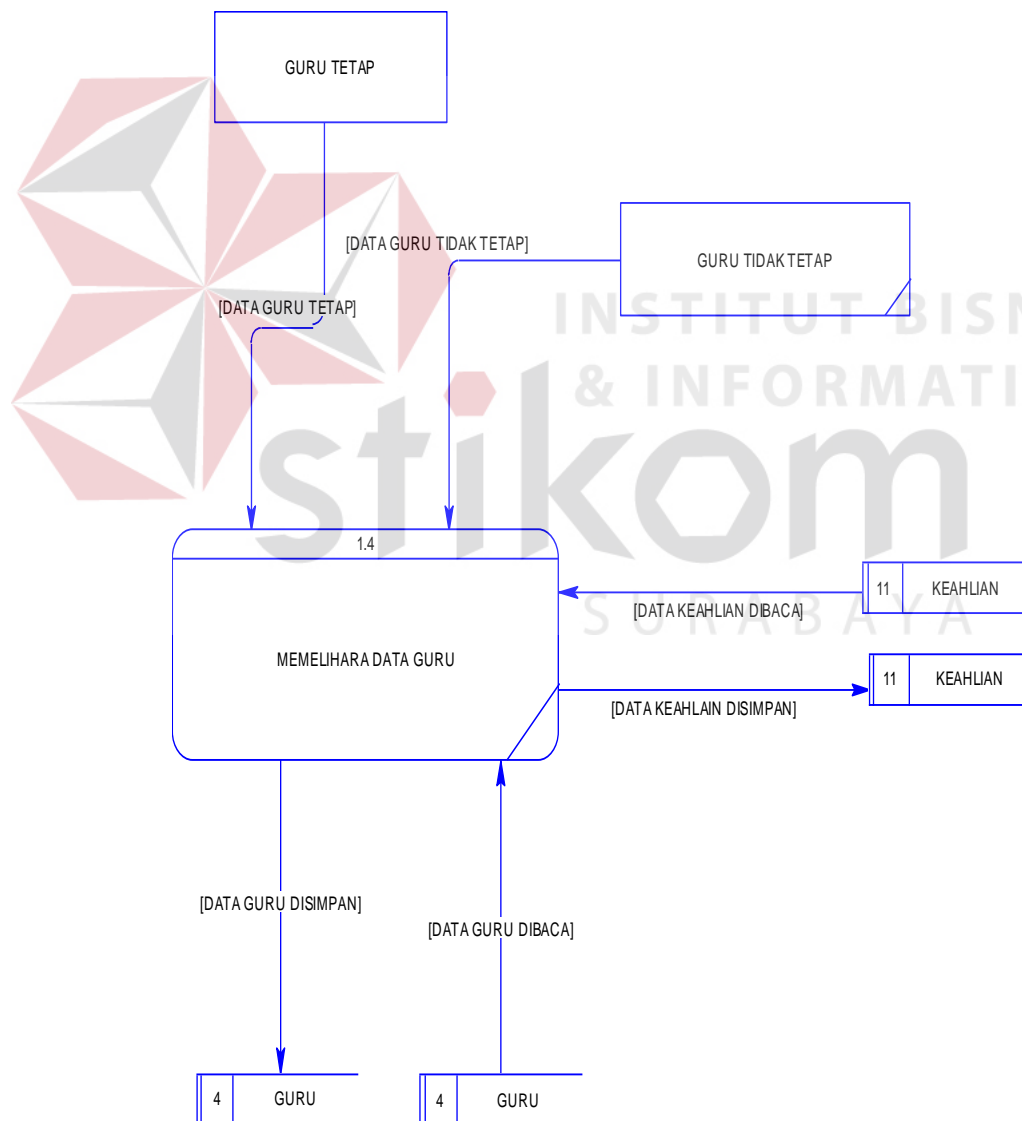 GURU TETAP
[DATA GURU TIDAK TETAP]
GURU TIDAK TETAP
[DATA GURU TETAP]
INSTITUT BISN
& INFORMATI
stikom
SURABAYA
1.4
MEMELIHARA DATA GURU
11 KEAHLIAN
[DATA KEAHLIAN DIBACA]
11 KEAHLIAN
[DATA KEAHLAIN DISIMPAN]
[DATA GURU DISIMPAN]
[DATA GURU DIBACA]
4 GURU
4 GURU